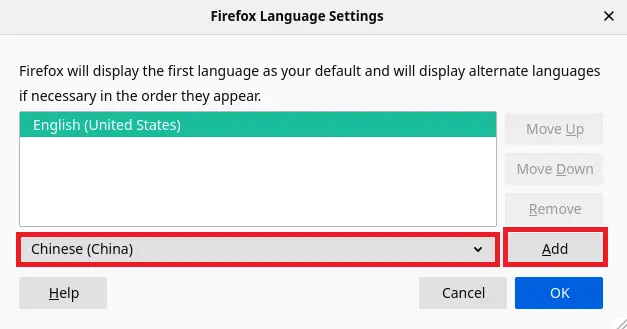 Firefox Language Settings
Firefox will display the first language as your default and will display alternate languages
if necessary in the order they appear.
English (United States)
Move Up
Move Down
Remove
Chinese (China)
Add
Help
Cancel
OK